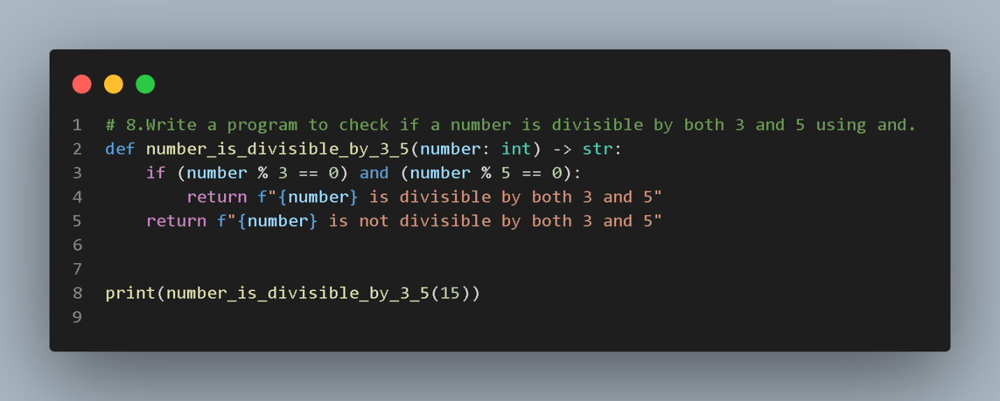 1 # 8.Write a program to check if a number is divisible by both 3 and 5 using and.
2 def number_is_divisible_by_3_5(number: int) -> str:
3     if (number % 3 == 0) and (number % 5 == 0):
4         return f"{number} is divisible by both 3 and 5"
5     return f"{number} is not divisible by both 3 and 5"
6
7
8 print(number_is_divisible_by_3_5(15))
9